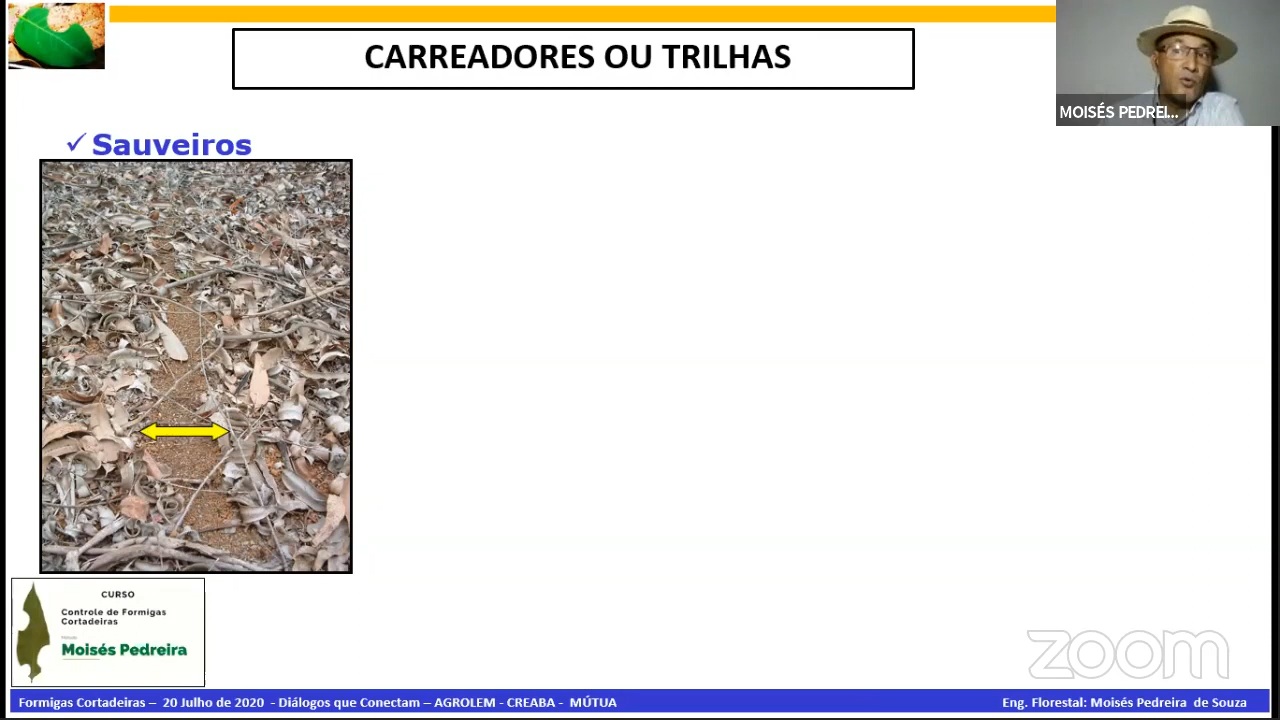 CARREADORES OU TRILHAS
MOISÉS PEDREI...
✓ Sauveiros
CURSO
Controle de Formigas
Cortadeiras
Moisés Pedreira
zoom
Formigas Cortadeiras – 20 Julho de 2020 - Diálogos que Conectam – AGROLEM - CREABA - MÚTUA
Eng. Florestal: Moisés Pedreira de Souza